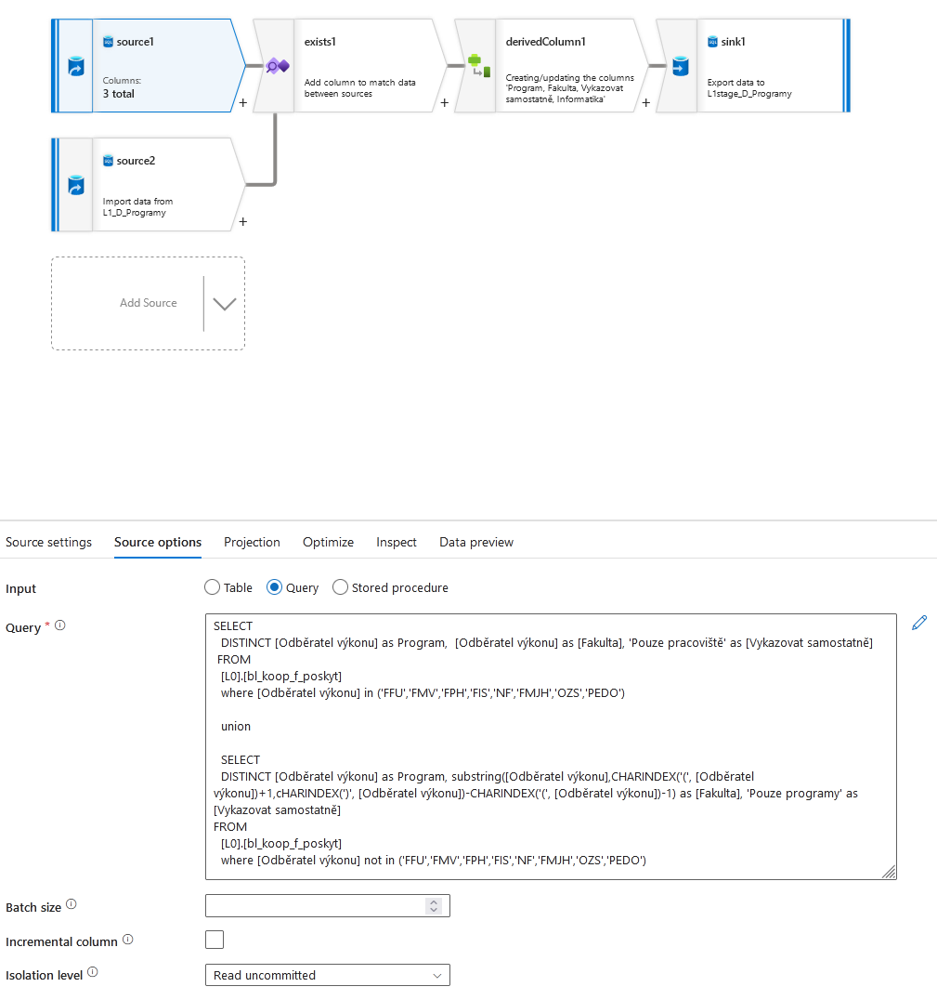 source1
Columns:
3 total
+
exists1
Add column to match data
between sources
+
derivedColumn1
Creating/updating the columns
'Program, Fakulta, Vykazovat
samostatně, Informatika'
+
sink1
Export data to
L1stage_D_Programy
source2
Import data from
L1_D_Programy
+
Add Source
Source settings
Source options
Projection
Optimize
Inspect
Data preview
Input
Table
Query
Stored procedure
Query *
SELECT
DISTINCT [Odběratel výkonu] as Program,  [Odběratel výkonu] as [Fakulta], 'Pouze pracoviště' as [Vykazovat samostatně]
FROM
[L0].[bl_koop_f_poskyt]
where [Odběratel výkonu] in ('FFU','FMV','FPH','FIS','NF','FMJH','OZS','PEDO')
union
SELECT
DISTINCT [Odběratel výkonu] as Program, substring([Odběratel výkonu],CHARINDEX('(', [Odběratel
výkonu])+1,cHARINDEX(')', [Odběratel výkonu])-CHARINDEX('(', [Odběratel výkonu])-1) as [Fakulta], 'Pouze programy' as
[Vykazovat samostatně]
FROM
[L0].[bl_koop_f_poskyt]
where [Odběratel výkonu] not in ('FFU','FMV','FPH','FIS','NF','FMJH','OZS','PEDO')
Batch size
Incremental column
Isolation level
Read uncommitted